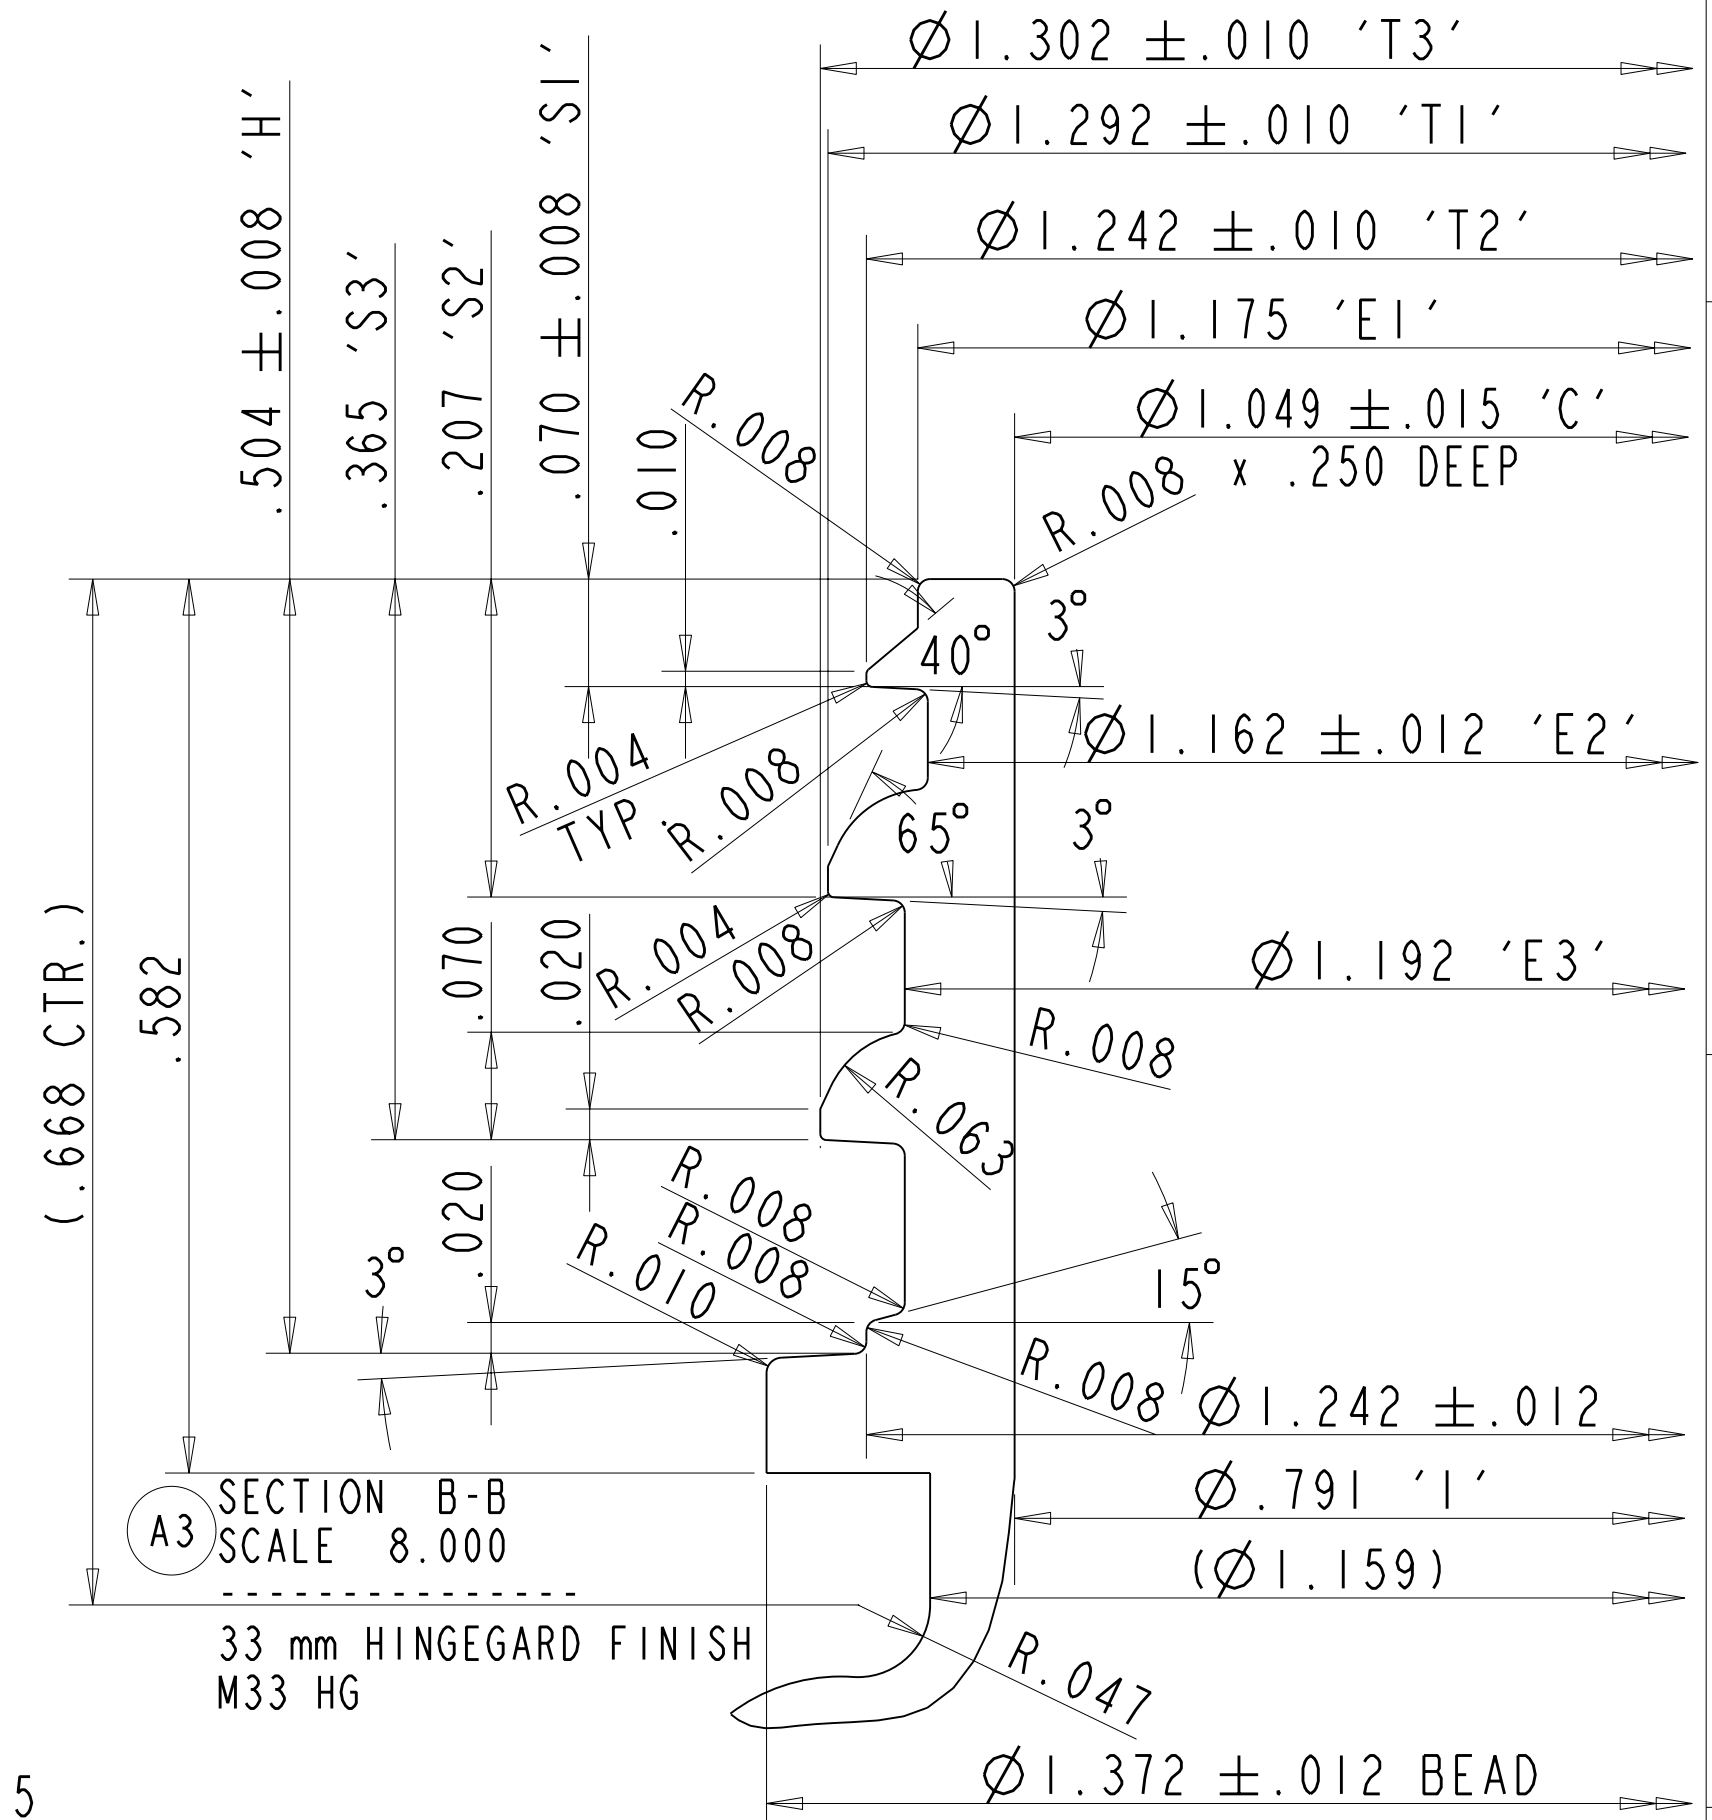 Ø1.302 ±.010 'T3'
Ø1.292 ±.010 'T1'
Ø1.242 ±.010 'T2'
Ø1.175 'E1'
Ø1.049 ±.015 'C'
x .250 DEEP
.504 ±.008 'H'
.365 'S3'
.207 'S2'
.070 ±.008 'S1'
.010
R.008
R.008
40°
3°
Ø1.162 ±.012 'E2'
R.004
TYP.
R.008
65°
3°
(.668 CTR.)
.582
.070
.020
R.004
R.008
Ø1.192 'E3'
R.008
R.063
.020
3°
R.008
R.008
R.010
15°
R.008
Ø1.242 ±.012
Ø.791 'I'
(Ø1.159)
A3
SECTION B-B
SCALE 8.000
---------------
33 mm HINGEGARD FINISH
M33 HG
R.047
Ø1.372 ±.012 BEAD
5